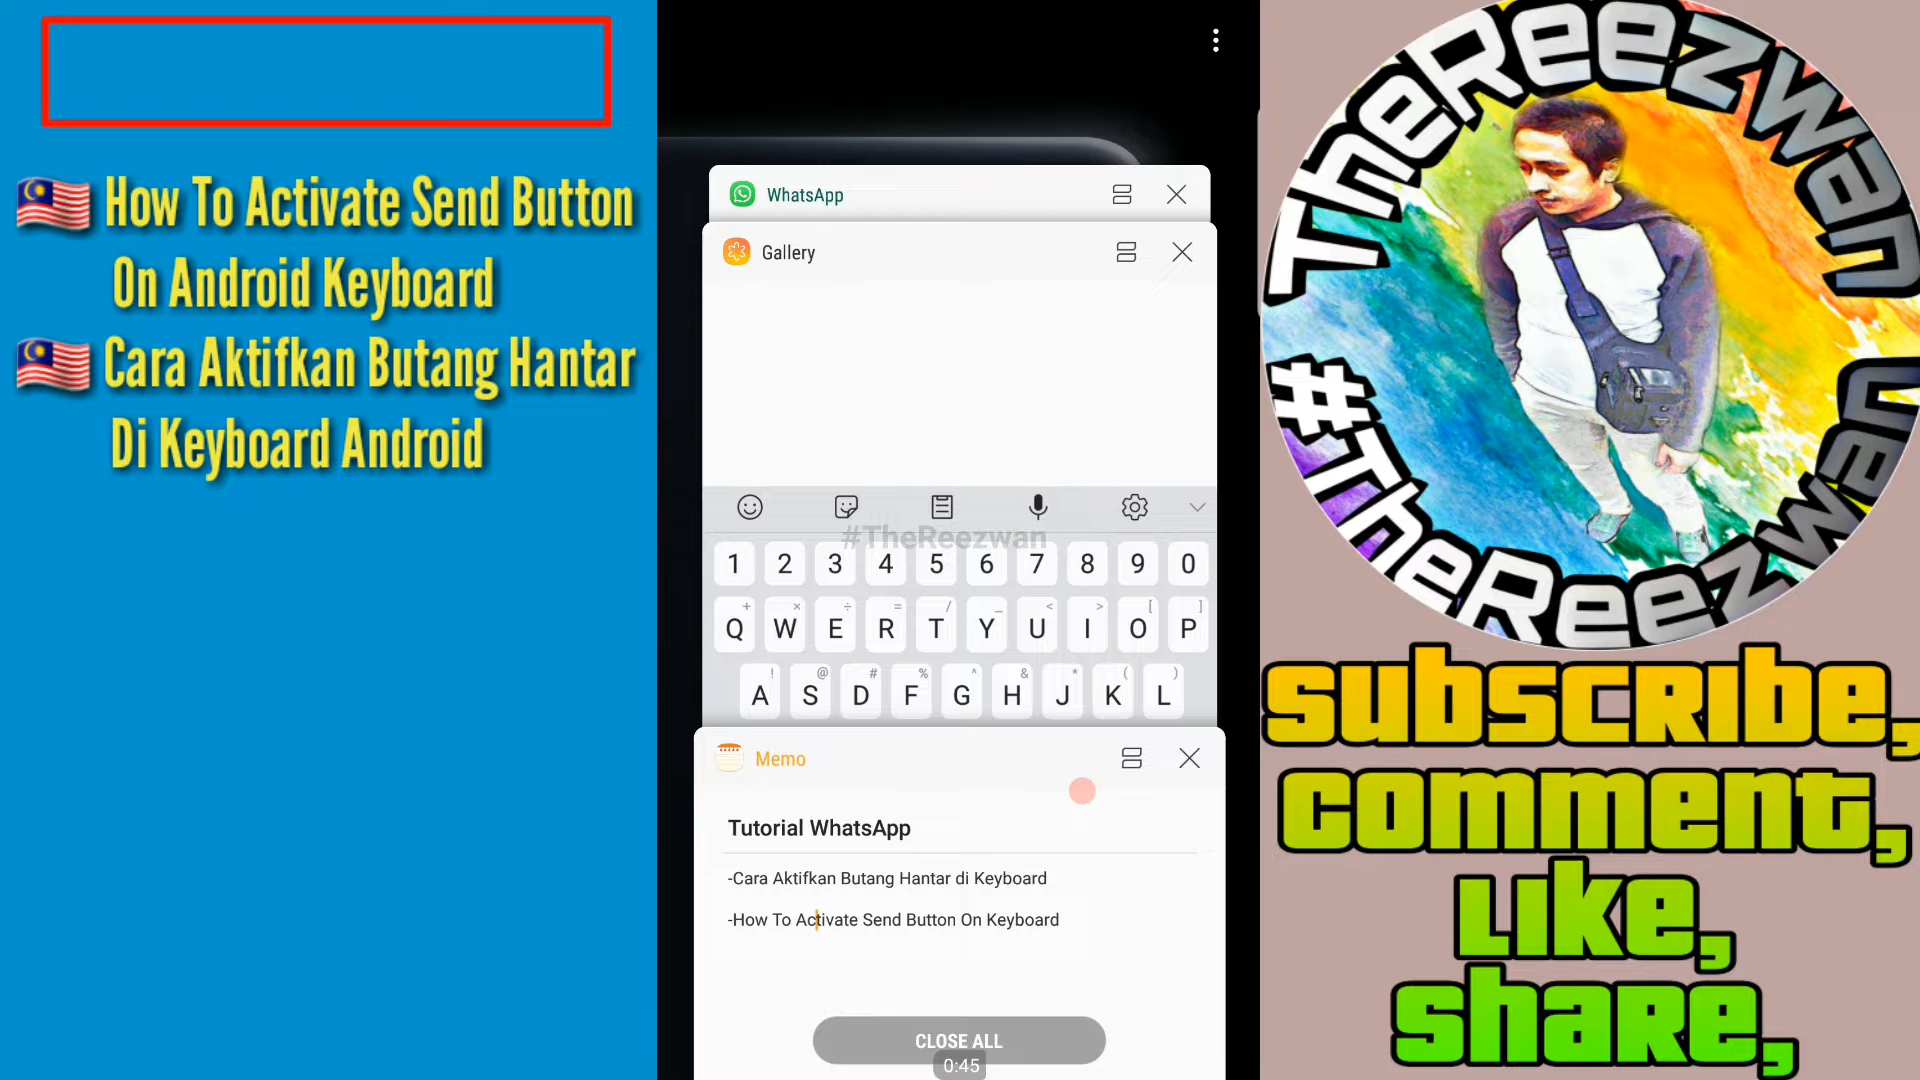 How To Activate Send Button
On Android Keyboard
Cara Aktifkan Butang Hantar
Di Keyboard Android
WhatsApp
Gallery
#TheReezwan
1 2 3 4 5 6 7 8 9 0
+ × ÷ = / _ < > [ ]
Q W E R T Y U I O P
! @ # % ^ & * ( )
A S D F G H J K L
Memo
Tutorial WhatsApp
-Cara Aktifkan Butang Hantar di Keyboard
-How To Activate Send Button On Keyboard
CLOSE ALL
0:45
TheReezwan
#TheReezwan
SUBSCRIBE,
COMMENT,
LIKE,
SHARE,